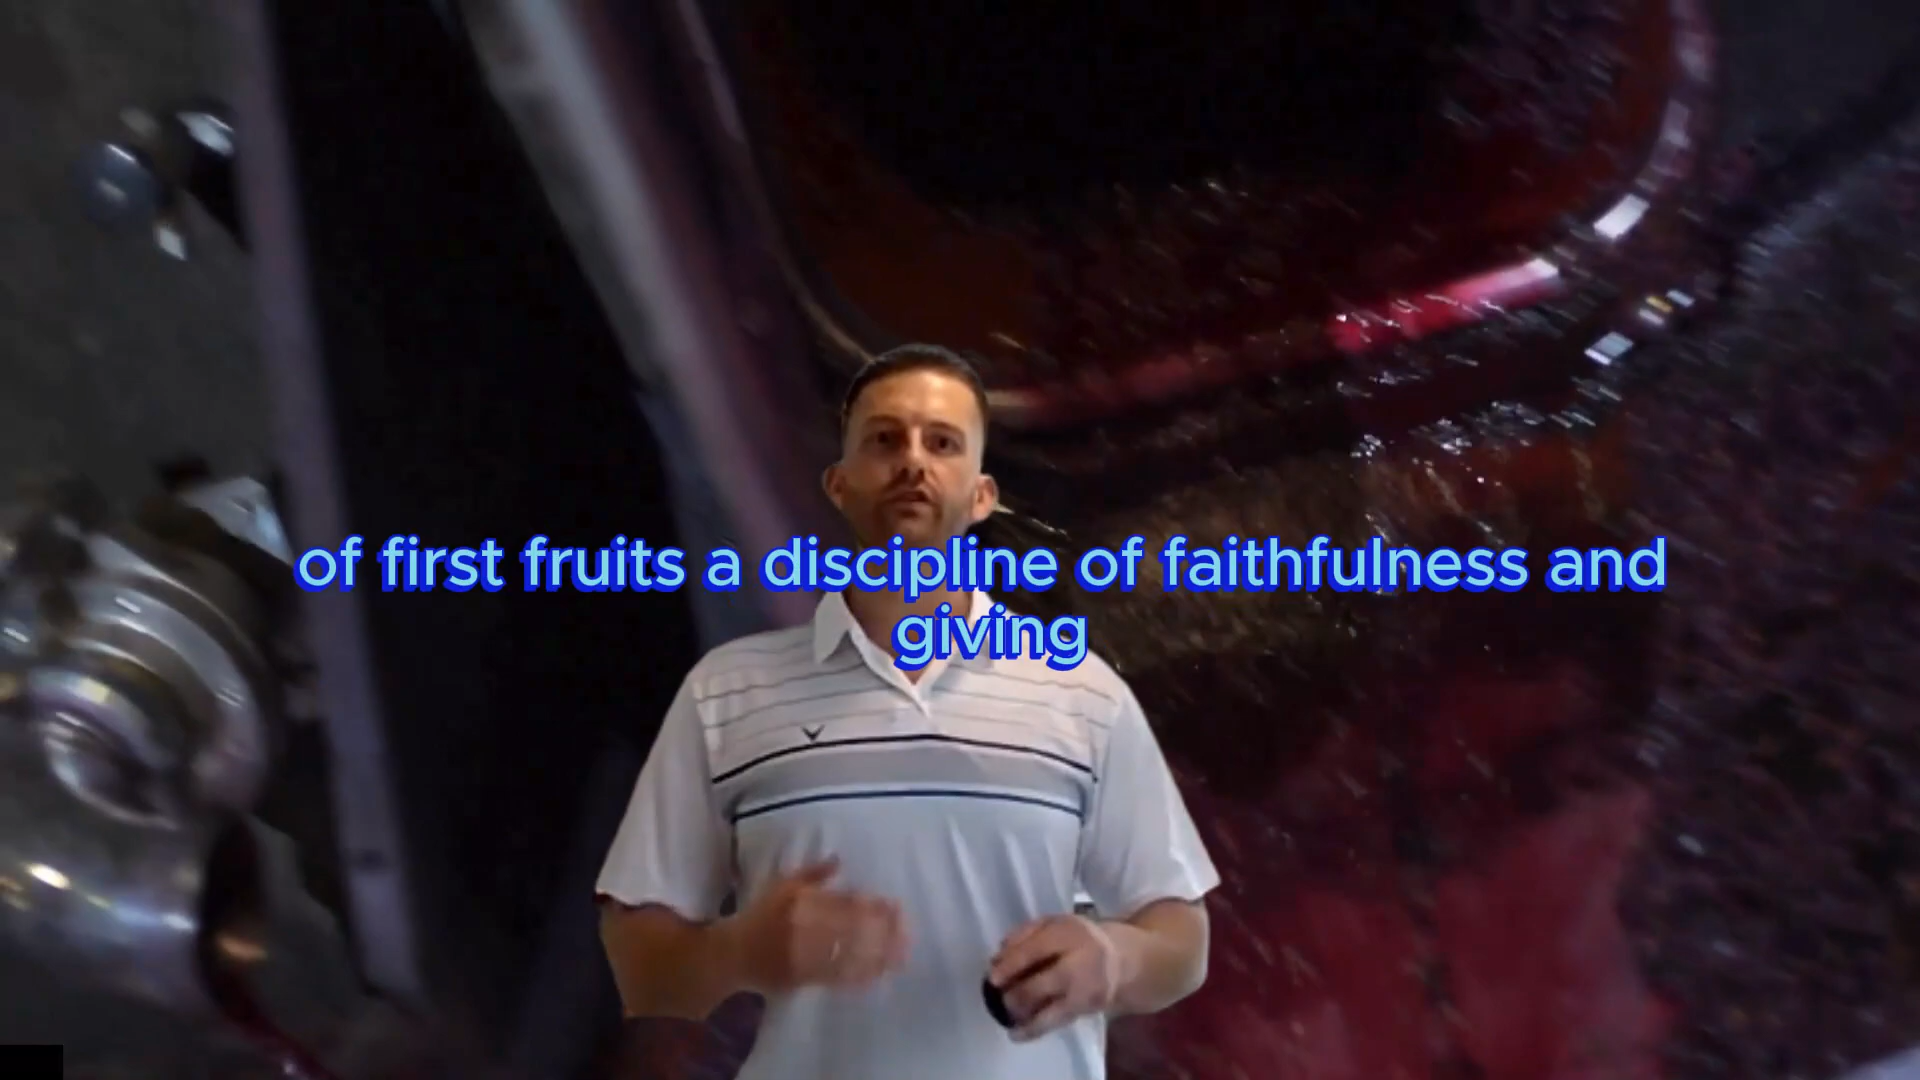 of first fruits a discipline of faithfulness and
giving